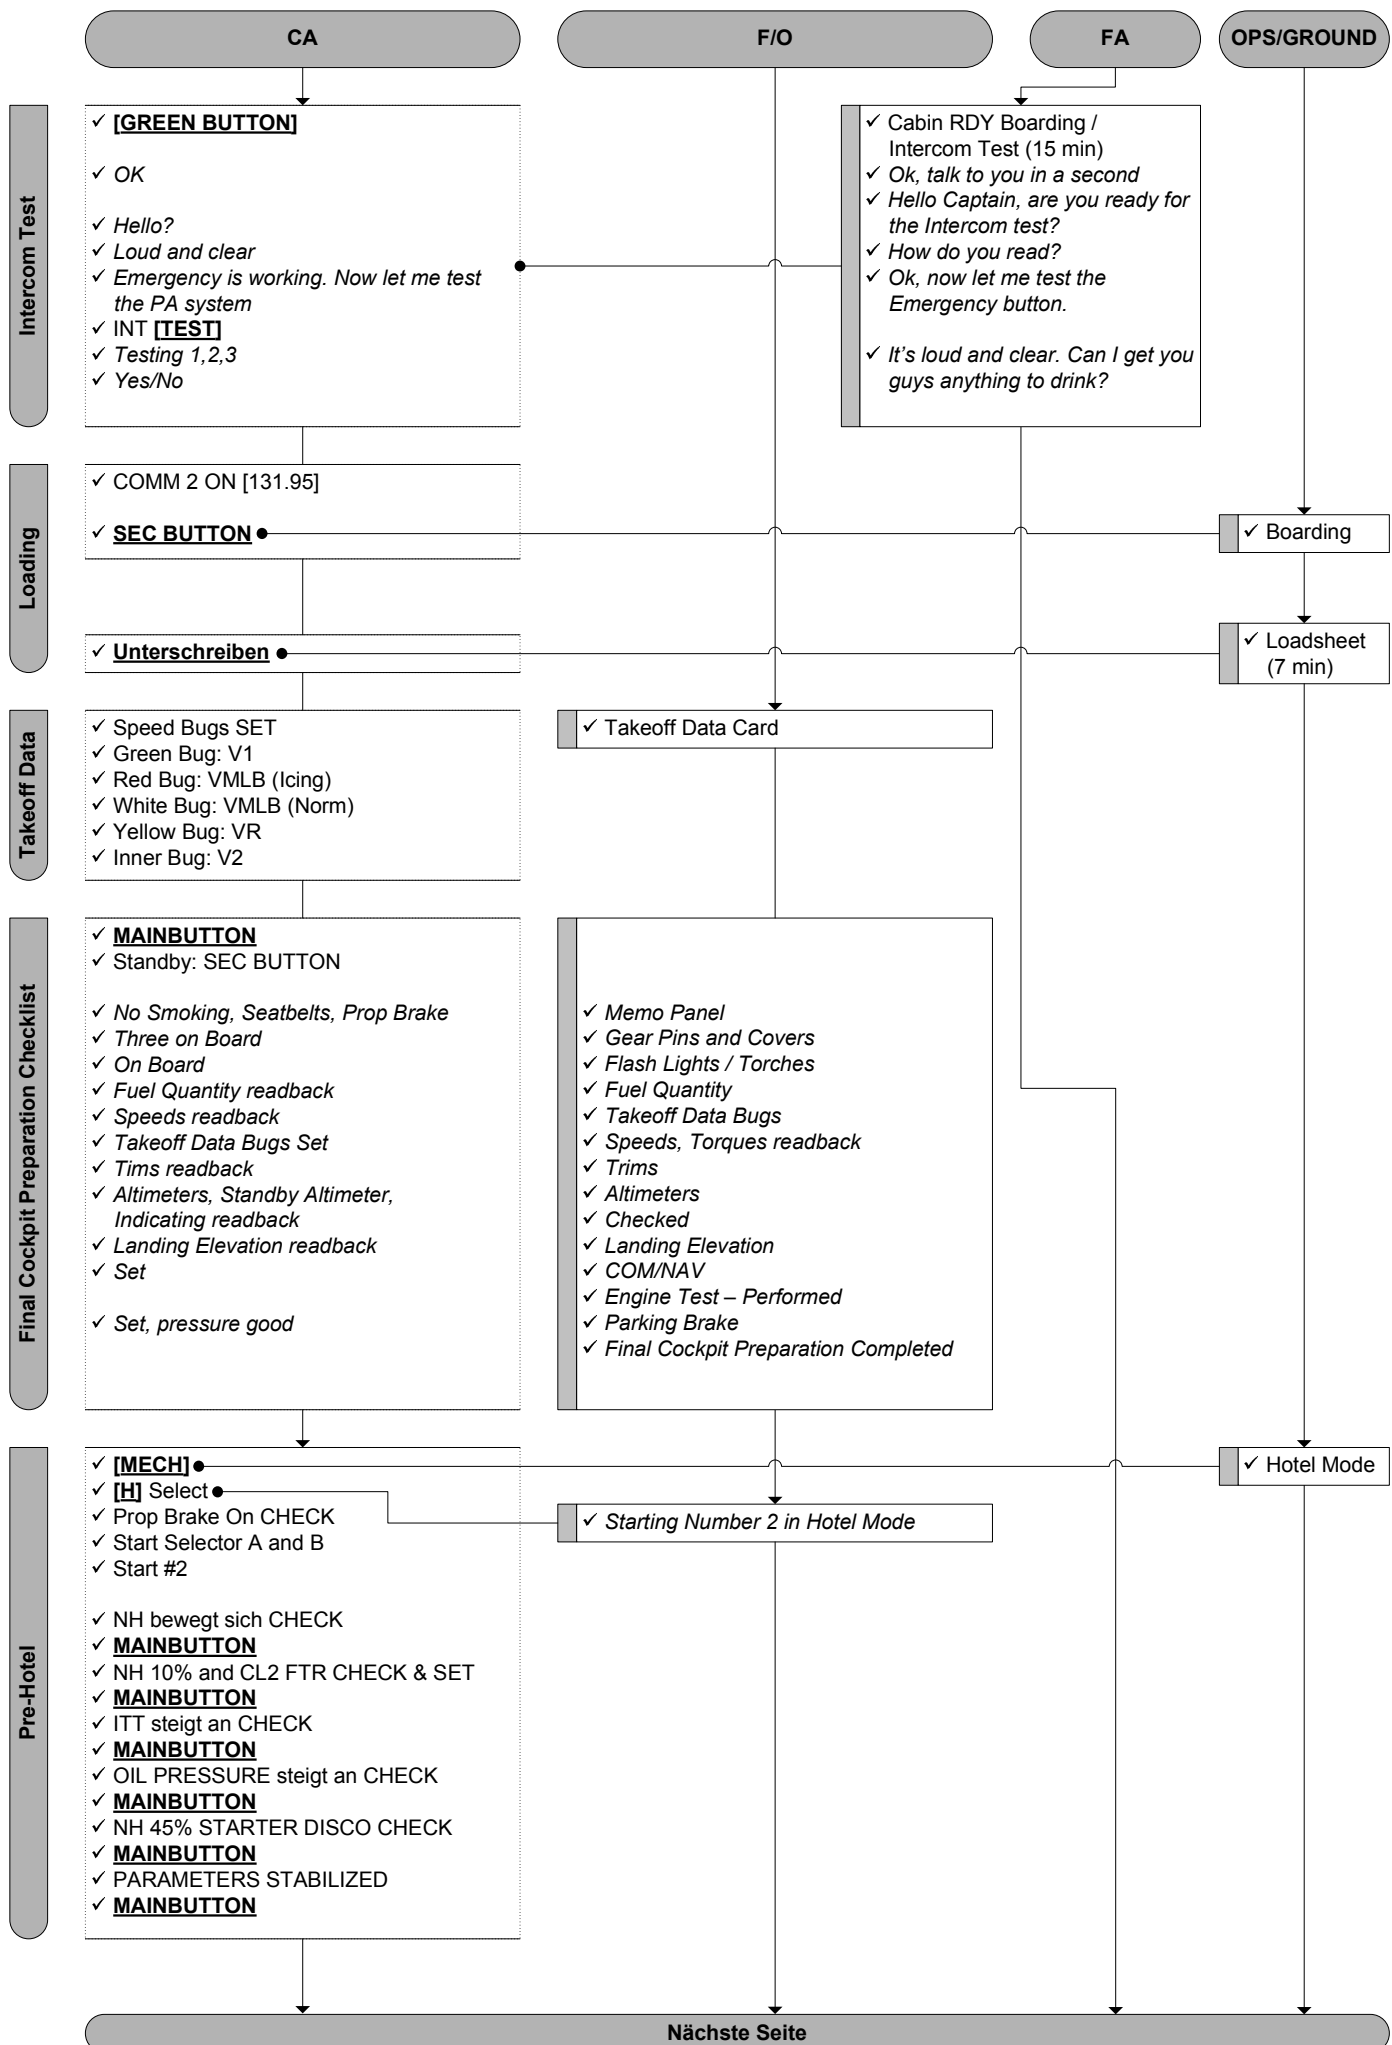 CA
F/O
FA
OPS/GROUND
Intercom Test
✓ [GREEN BUTTON]
✓ OK
✓ Hello?
✓ Loud and clear
✓ Emergency is working. Now let me test
the PA system
✓ INT [TEST]
✓ Testing 1,2,3
✓ Yes/No
✓ Cabin RDY Boarding /
Intercom Test (15 min)
✓ Ok, talk to you in a second
✓ Hello Captain, are you ready for
the Intercom test?
✓ How do you read?
✓ Ok, now let me test the
Emergency button.
✓ It's loud and clear. Can I get you
guys anything to drink?
Loading
✓ COMM 2 ON [131.95]
✓ SEC BUTTON
✓ Boarding
✓ Unterschreiben
✓ Loadsheet
(7 min)
Takeoff Data
✓ Speed Bugs SET
✓ Green Bug: V1
✓ Red Bug: VMLB (Icing)
✓ White Bug: VMLB (Norm)
✓ Yellow Bug: VR
✓ Inner Bug: V2
✓ Takeoff Data Card
Final Cockpit Preparation Checklist
✓ MAINBUTTON
✓ Standby: SEC BUTTON
✓ No Smoking, Seatbelts, Prop Brake
✓ Three on Board
✓ On Board
✓ Fuel Quantity readback
✓ Speeds readback
✓ Takeoff Data Bugs Set
✓ Tims readback
✓ Altimeters, Standby Altimeter,
Indicating readback
✓ Landing Elevation readback
✓ Set
✓ Set, pressure good
✓ Memo Panel
✓ Gear Pins and Covers
✓ Flash Lights / Torches
✓ Fuel Quantity
✓ Takeoff Data Bugs
✓ Speeds, Torques readback
✓ Trims
✓ Altimeters
✓ Checked
✓ Landing Elevation
✓ COM/NAV
✓ Engine Test – Performed
✓ Parking Brake
✓ Final Cockpit Preparation Completed
Pre-Hotel
✓ [MECH]
✓ [H] Select
✓ Prop Brake On CHECK
✓ Start Selector A and B
✓ Start #2
✓ NH bewegt sich CHECK
✓ MAINBUTTON
✓ NH 10% and CL2 FTR CHECK & SET
✓ MAINBUTTON
✓ ITT steigt an CHECK
✓ MAINBUTTON
✓ OIL PRESSURE steigt an CHECK
✓ MAINBUTTON
✓ NH 45% STARTER DISCO CHECK
✓ MAINBUTTON
✓ PARAMETERS STABILIZED
✓ MAINBUTTON
✓ Starting Number 2 in Hotel Mode
✓ Hotel Mode
Nächste Seite